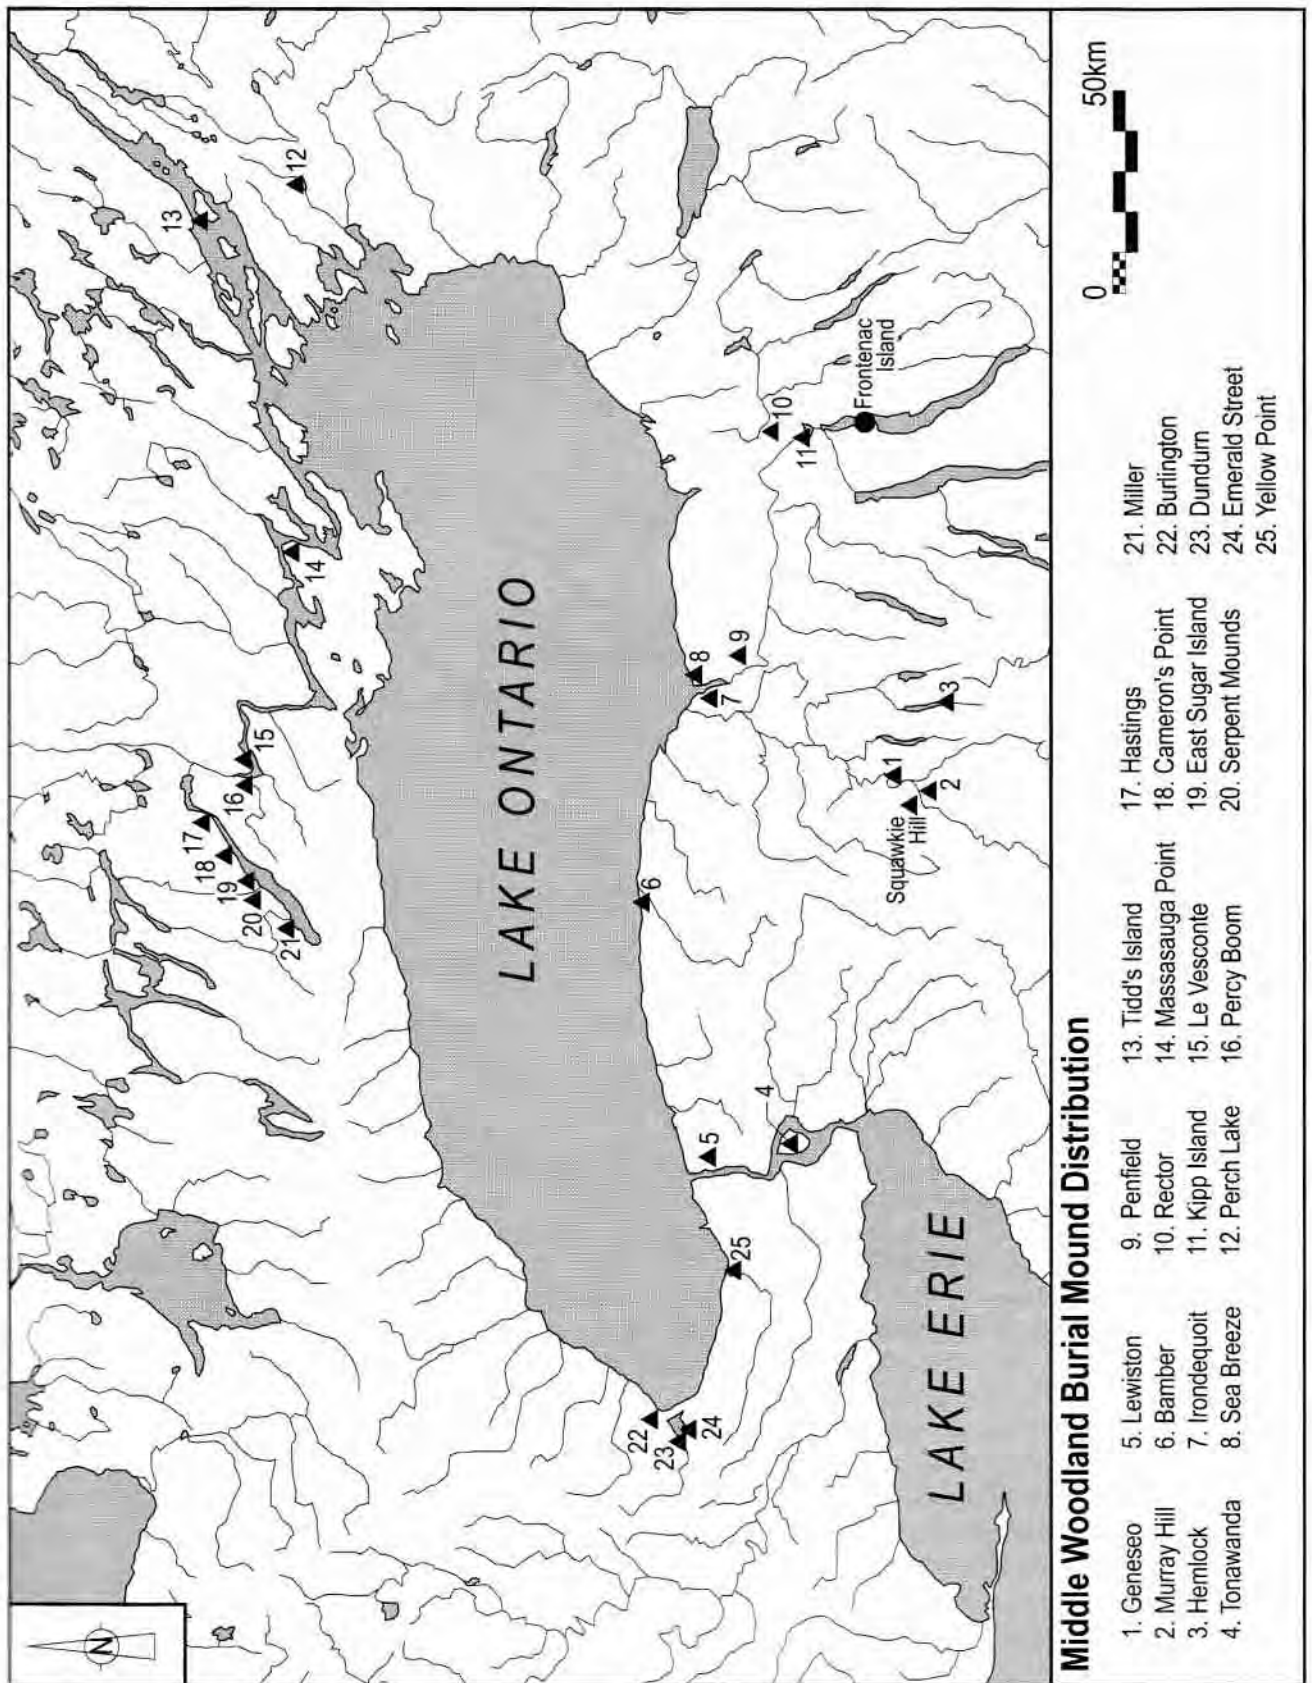 N
13
12
14
15
16
17
18
19
20
21
LAKE ONTARIO
22
23
24
25
5
4
6
7
8
9
10
11
Frontenac
Island
1
2
3
Squawkie
Hill
LAKE ERIE
Middle Woodland Burial Mound Distribution
1. Geneseo
2. Murray Hill
3. Hemlock
4. Tonawanda
5. Lewiston
6. Bamber
7. Irondequoit
8. Sea Breeze
9. Penfield
10. Rector
11. Kipp Island
12. Perch Lake
13. Tidd's Island
14. Massasauga Point
15. Le Vesconte
16. Percy Boom
17. Hastings
18. Cameron's Point
19. East Sugar Island
20. Serpent Mounds
21. Miller
22. Burlington
23. Dundurn
24. Emerald Street
25. Yellow Point
0 50km